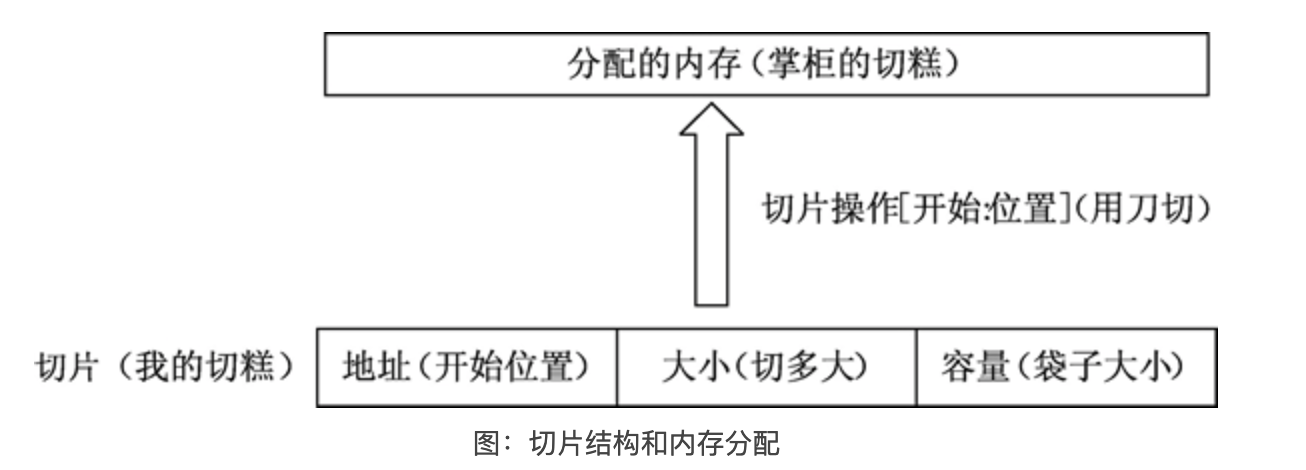 分配的内存(掌柜的切糕)
切片操作[开始:位置](用刀切)
切片(我的切糕) 地址(开始位置) 大小(切多大) 容量(袋子大小)
图：切片结构和内存分配